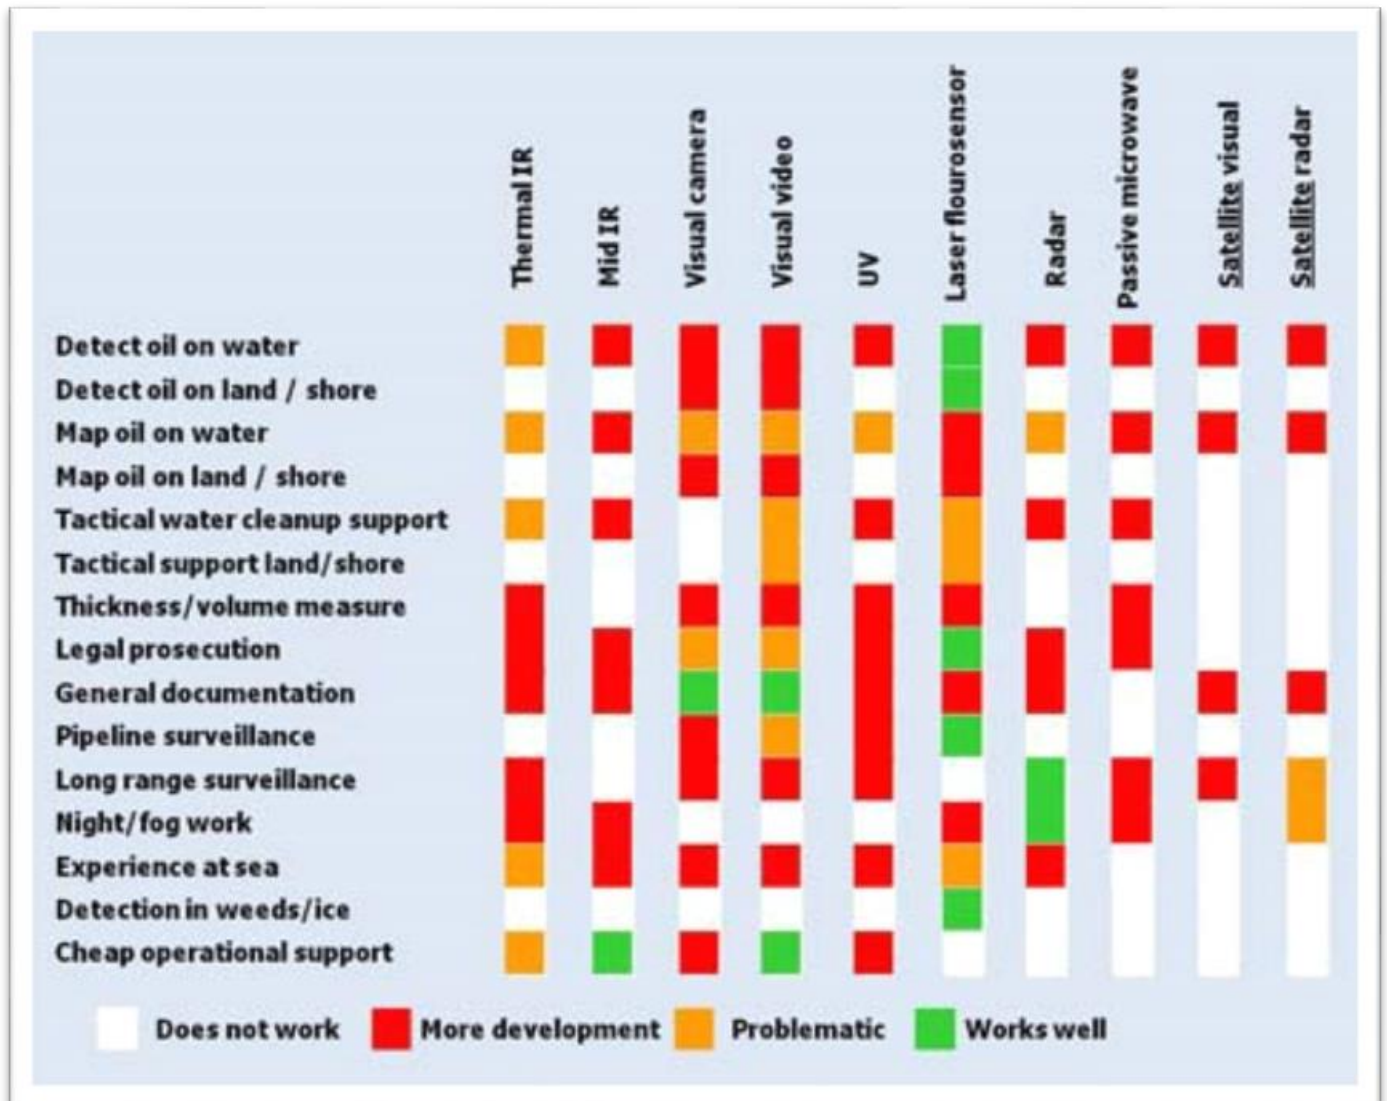 Thermal IR
Mid IR
Visual camera
Visual video
UV
Laser flourosensor
Radar
Passive microwave
Satellite visual
Satellite radar
Detect oil on water
Detect oil on land / shore
Map oil on water
Map oil on land / shore
Tactical water cleanup support
Tactical support land/shore
Thickness/volume measure
Legal prosecution
General documentation
Pipeline surveillance
Long range surveillance
Night/fog work
Experience at sea
Detection in weeds/ice
Cheap operational support
Does not work More development Problematic Works well